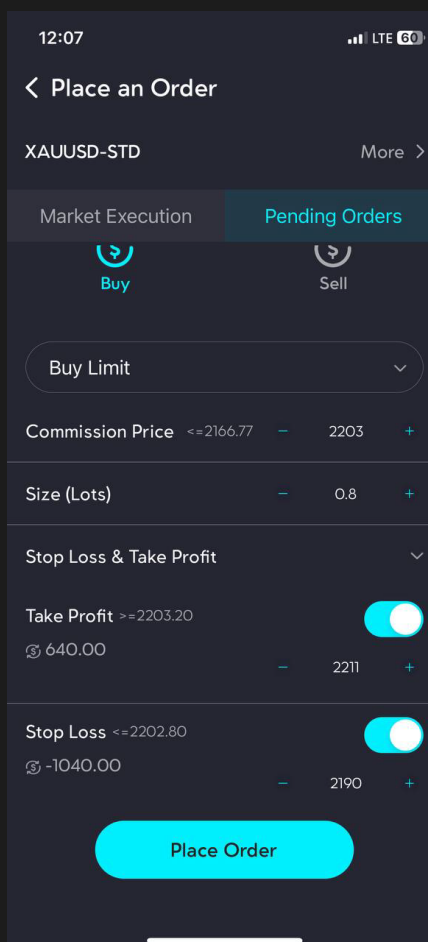 12:07 LTE 60
Place an Order
XAUUSD-STD More
Market Execution Pending Orders
Buy Sell
Buy Limit
Commission Price <=2166.77 − 2203 +
Size (Lots) − 0.8 +
Stop Loss & Take Profit
Take Profit >=2203.20
640.00
− 2211 +
Stop Loss <=2202.80
-1040.00
− 2190 +
Place Order